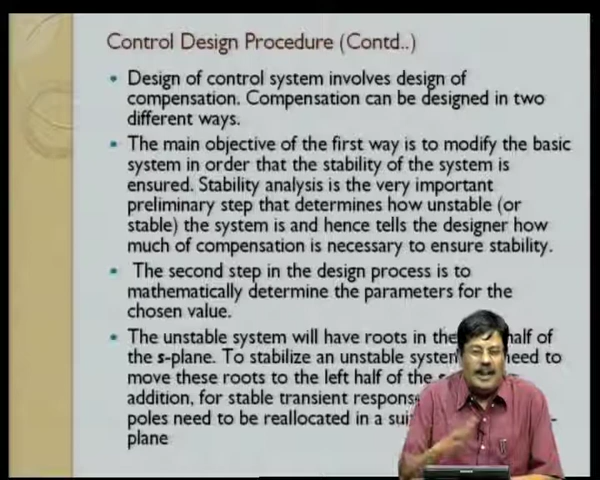 Control Design Procedure (Contd..)
• Design of control system involves design of
compensation. Compensation can be designed in two
different ways.
• The main objective of the first way is to modify the basic
system in order that the stability of the system is
ensured. Stability analysis is the very important
preliminary step that determines how unstable (or
stable) the system is and hence tells the designer how
much of compensation is necessary to ensure stability.
• The second step in the design process is to
mathematically determine the parameters for the
chosen value.
• The unstable system will have roots in the half of
the s-plane. To stabilize an unstable system need to
move these roots to the left half of the
addition, for stable transient
poles need to be reallocated in a
plane